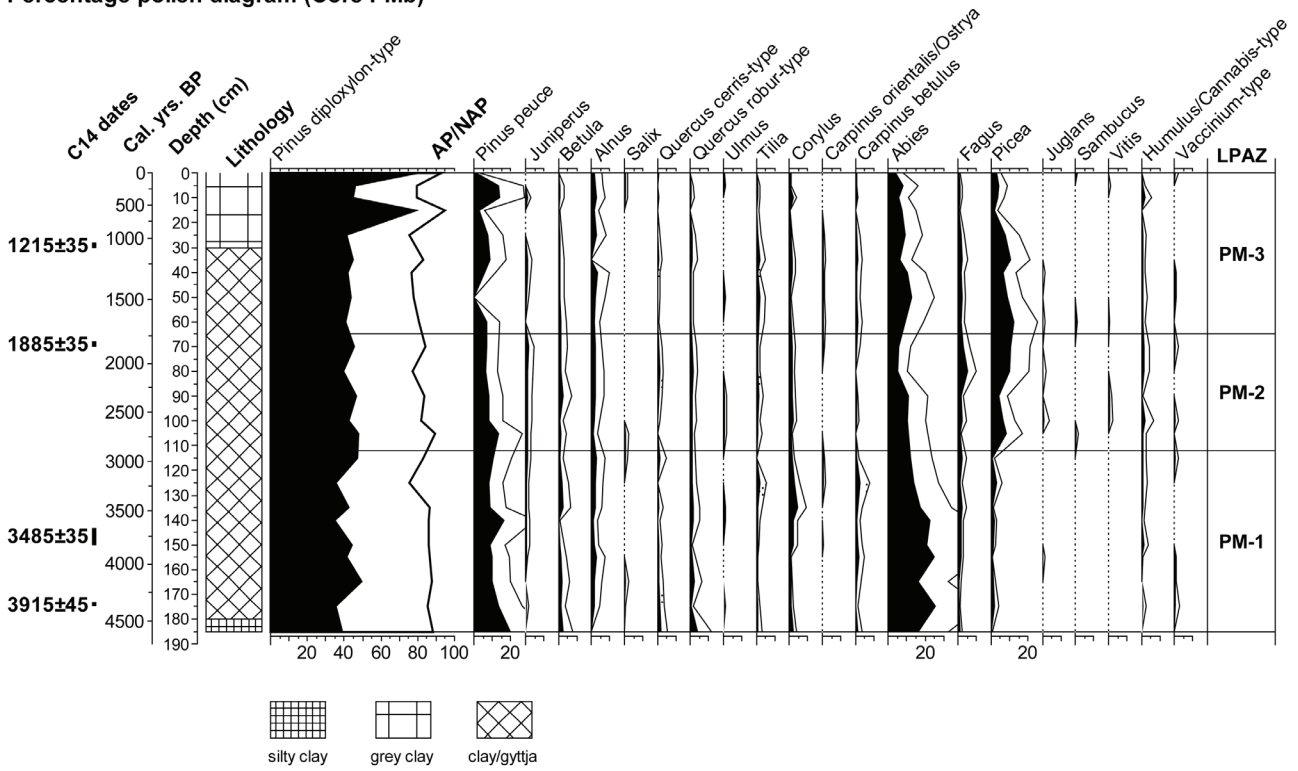 Percentage pollen diagram (Core PMb)
C14 dates
Cal. yrs. BP
Depth (cm)
Lithology
Pinus diploxylon-type
AP/NAP
Pinus peuce
Juniperus
Betula
Alnus
Salix
Quercus cerris-type
Quercus robur-type
Ulmus
Tilia
Corylus
Carpinus orientalis/Ostrya
Carpinus betulus
Abies
Fagus
Picea
Juglans
Sambucus
Vitis
Humulus/Cannabis-type
Vaccinium-type
LPAZ
1215±35
1885±35
3485±35
3915±45
0
500
1000
1500
2000
2500
3000
3500
4000
4500
0
10
20
30
40
50
60
70
80
90
100
110
120
130
140
150
160
170
180
190
PM-3
PM-2
PM-1
20 40 60 80 100 20 20 20
silty clay grey clay clay/gyttja